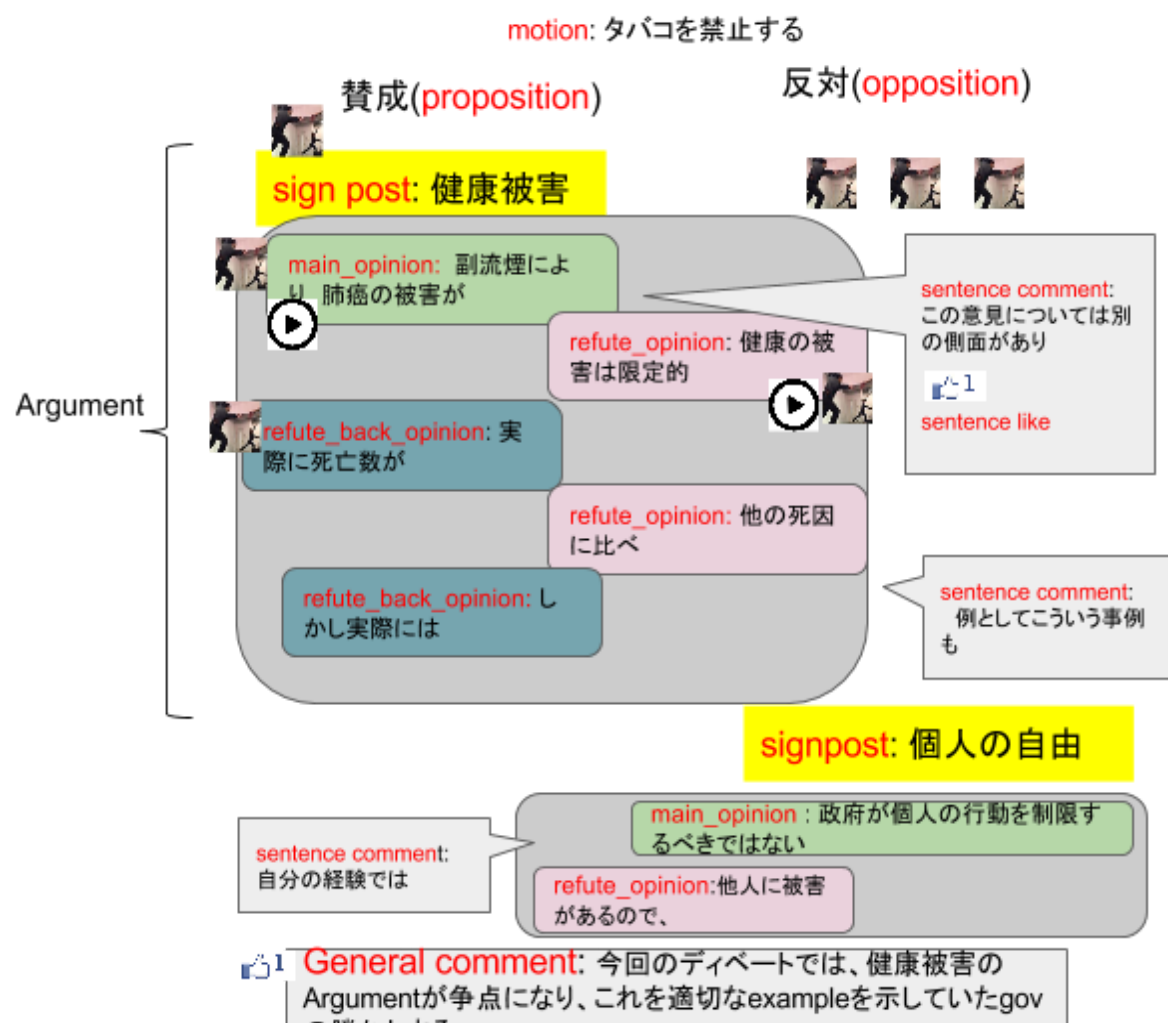 motion: タバコを禁止する
賛成(proposition)
反対(opposition)
sign post: 健康被害
main_opinion: 副流煙によ
り 肺癌の被害が
sentence comment:
この意見については別
の側面があり
1
sentence like
refute_opinion: 健康の被
害は限定的
Argument
refute_back_opinion: 実
際に死亡数が
refute_opinion: 他の死因
に比べ
refute_back_opinion: し
かし実際には
sentence comment:
例としてこういう事例
も
signpost: 個人の自由
main_opinion : 政府が個人の行動を制限す
るべきではない
sentence comment:
自分の経験では
refute_opinion:他人に被害
があるので、
1
General comment: 今回のディベートでは、健康被害の
Argumentが争点になり、これを適切なexampleを示していたgov